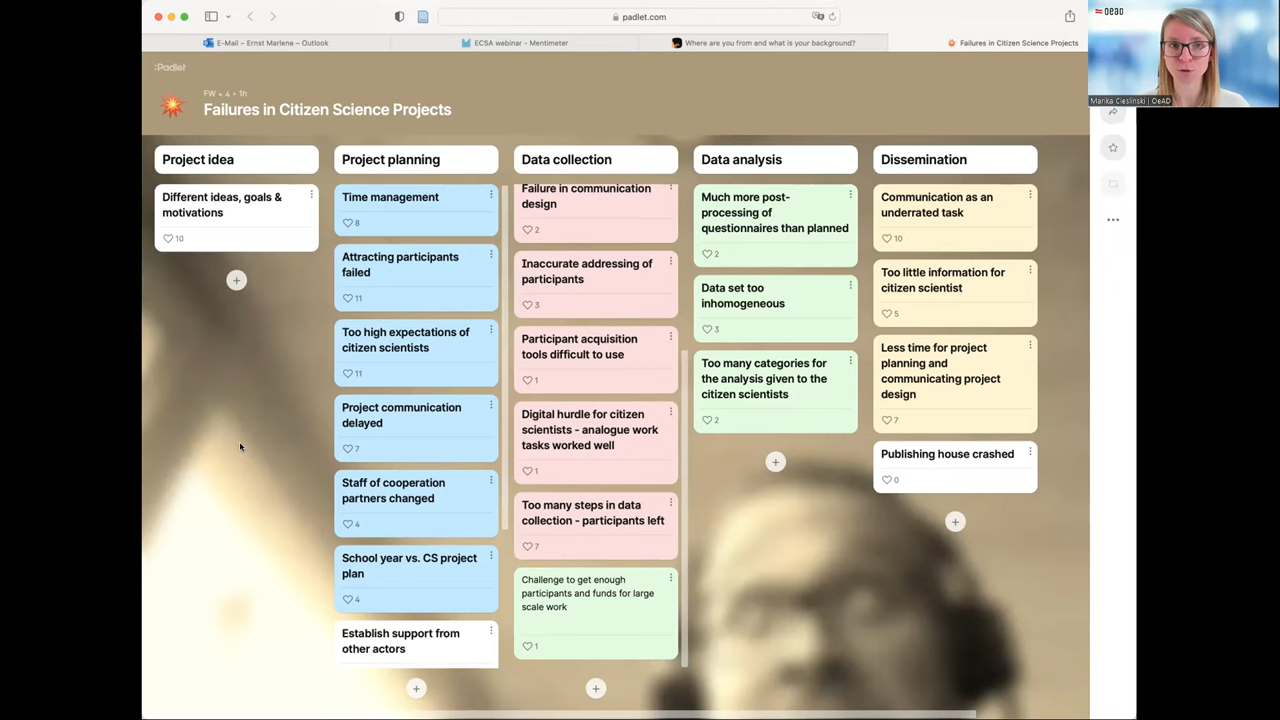 padlet.com
E-Mail – Ernst Marlene – Outlook
ECSA webinar - Mentimeter
Where are you from and what is your background?
Failures in Citizen Science Projects
oead
Marika Cieslinski | OeAD
:Padlet
FW + 4 • 1h
Failures in Citizen Science Projects
Project idea
Different ideas, goals &
motivations
10
Project planning
Time management
8
Attracting participants
failed
11
Too high expectations of
citizen scientists
11
Project communication
delayed
7
Staff of cooperation
partners changed
4
School year vs. CS project
plan
4
Establish support from
other actors
Data collection
Failure in communication
design
2
Inaccurate addressing of
participants
3
Participant acquisition
tools difficult to use
1
Digital hurdle for citizen
scientists - analogue work
tasks worked well
1
Too many steps in data
collection - participants left
7
Challenge to get enough
participants and funds for large
scale work
1
Data analysis
Much more post-
processing of
questionnaires than planned
2
Data set too
inhomogeneous
3
Too many categories for
the analysis given to the
citizen scientists
2
Dissemination
Communication as an
underrated task
10
Too little information for
citizen scientist
5
Less time for project
planning and
communicating project
design
7
Publishing house crashed
0